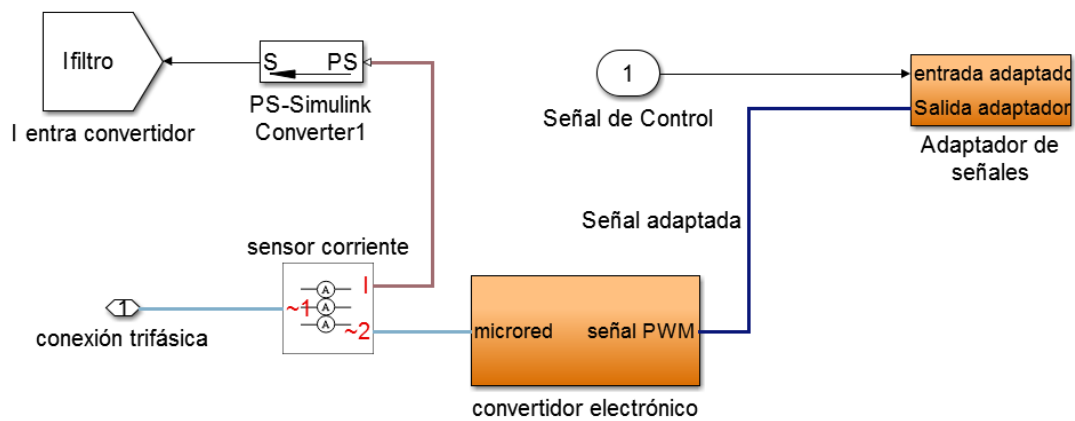 Ifiltro
I entra convertidor
S PS
PS-Simulink
Converter1
1
Señal de Control
entrada adaptado
Salida adaptador
Adaptador de
señales
Señal adaptada
sensor corriente
A
A
A
I
~1
~2
1
conexión trifásica
microred
señal PWM
convertidor electrónico